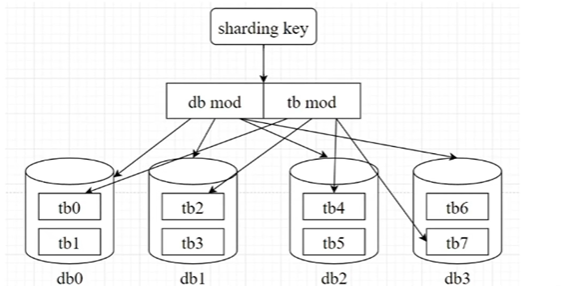 sharding key
db mod tb mod
tb0 tb2 tb4 tb6
tb1 tb3 tb5 tb7
db0 db1 db2 db3